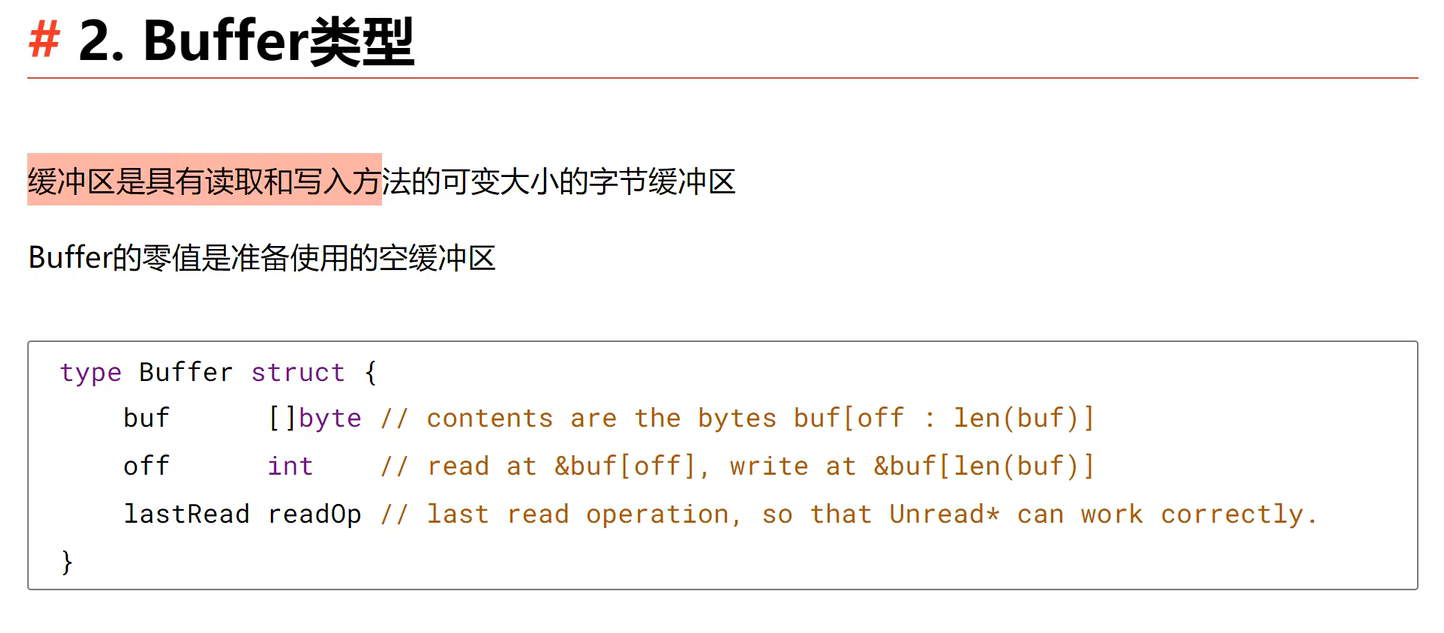 # 2. Buffer类型
缓冲区是具有读取和写入方法的可变大小的字节缓冲区
Buffer的零值是准备使用的空缓冲区
type Buffer struct {
    buf      []byte // contents are the bytes buf[off : len(buf)]
    off      int    // read at &buf[off], write at &buf[len(buf)]
    lastRead readOp // last read operation, so that Unread* can work correctly.
}